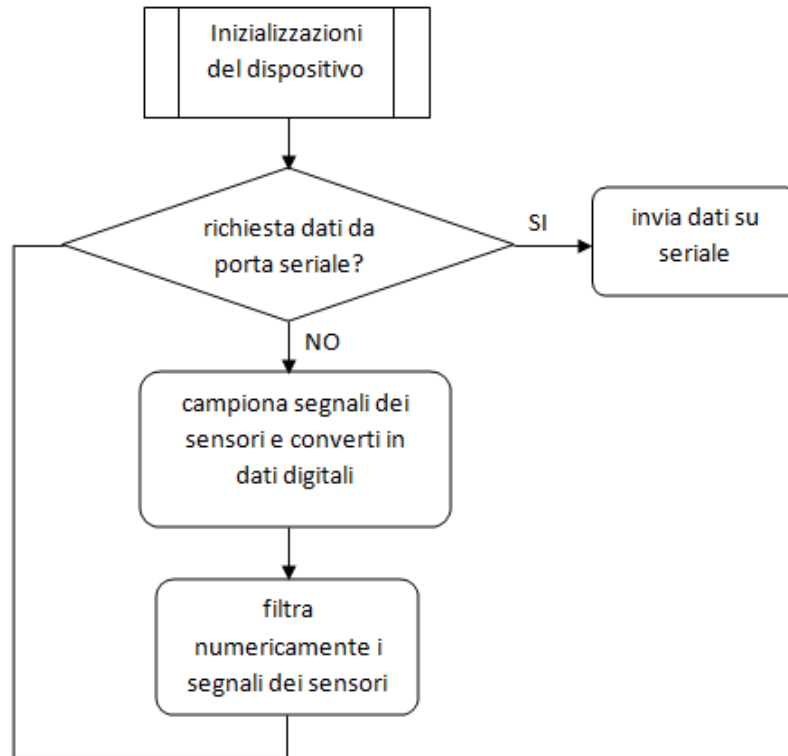 Inizializzazioni
del dispositivo
richiesta dati da
porta seriale?
SI
invia dati su
seriale
NO
campiona segnali dei
sensori e converti in
dati digitali
filtra
numericamente i
segnali dei sensori